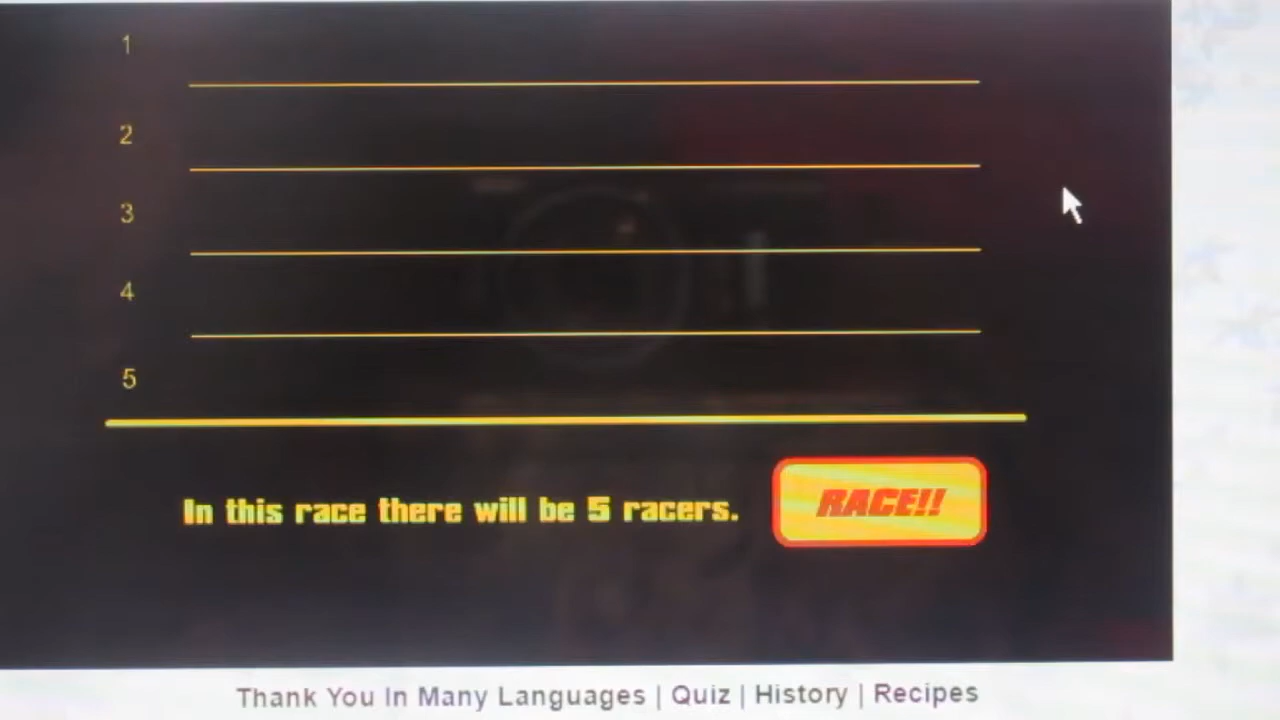 1
2
3
4
5
In this race there will be 5 racers.
RACE!!
Thank You In Many Languages | Quiz | History | Recipes